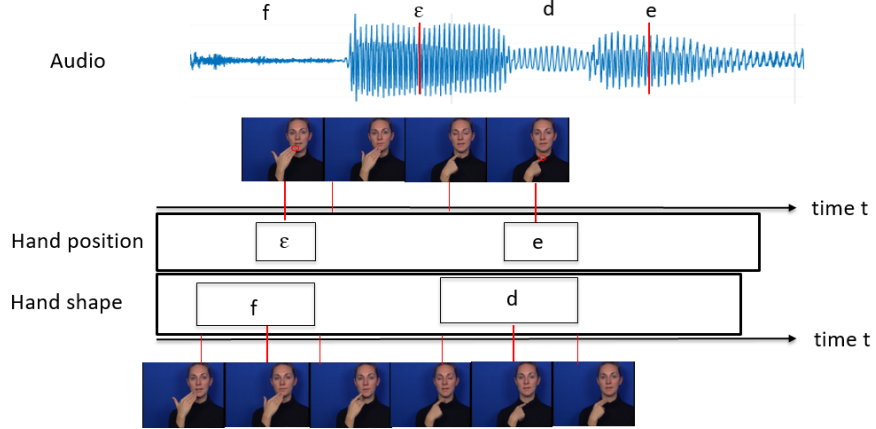 f ɛ d e
Audio
time t
Hand position ɛ e
Hand shape f d
time t